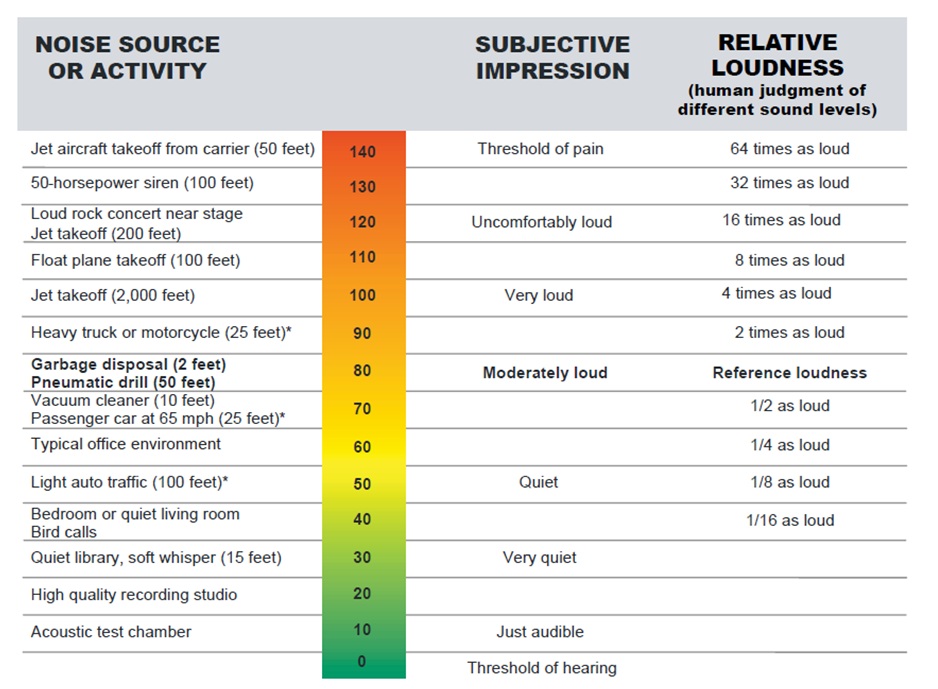 NOISE SOURCE
OR ACTIVITY
SUBJECTIVE
IMPRESSION
RELATIVE
LOUDNESS
(human judgment of
different sound levels)
Jet aircraft takeoff from carrier (50 feet) 140 Threshold of pain 64 times as loud
50-horsepower siren (100 feet) 130 32 times as loud
Loud rock concert near stage
Jet takeoff (200 feet) 120 Uncomfortably loud 16 times as loud
Float plane takeoff (100 feet) 110 8 times as loud
Jet takeoff (2,000 feet) 100 Very loud 4 times as loud
Heavy truck or motorcycle (25 feet)* 90 2 times as loud
Garbage disposal (2 feet)
Pneumatic drill (50 feet) 80 Moderately loud Reference loudness
Vacuum cleaner (10 feet)
Passenger car at 65 mph (25 feet)* 70 1/2 as loud
Typical office environment 60 1/4 as loud
Light auto traffic (100 feet)* 50 Quiet 1/8 as loud
Bedroom or quiet living room
Bird calls 40 1/16 as loud
Quiet library, soft whisper (15 feet) 30 Very quiet
High quality recording studio 20
Acoustic test chamber 10 Just audible
0 Threshold of hearing